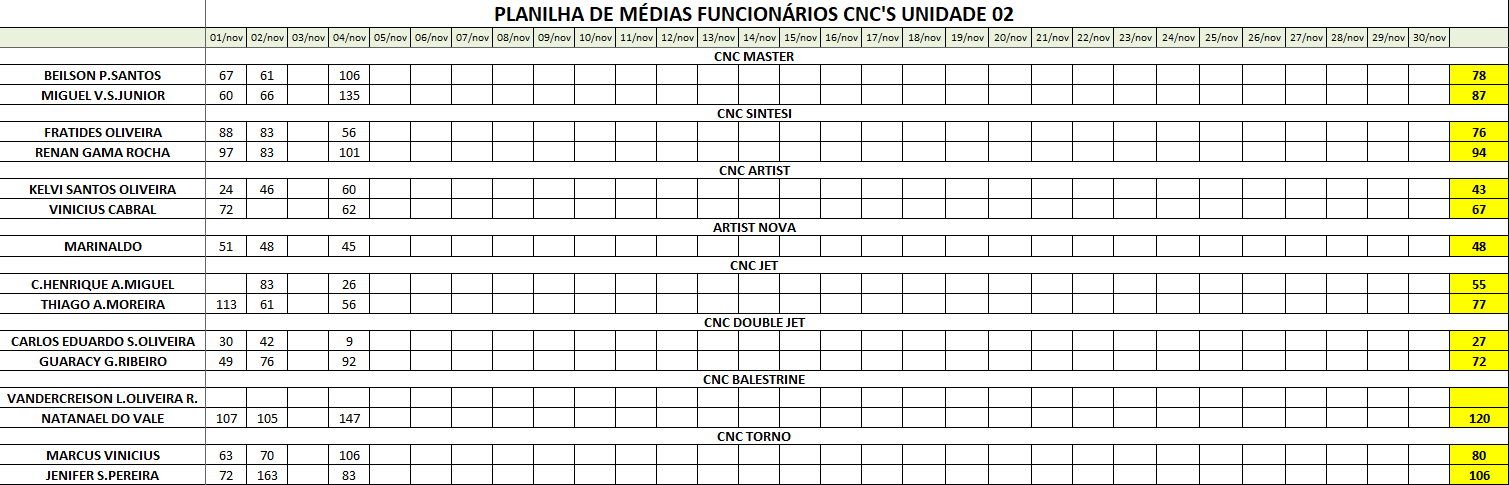 PLANILHA DE MÉDIAS FUNCIONÁRIOS CNC'S UNIDADE 02
01/nov 02/nov 03/nov 04/nov 05/nov 06/nov 07/nov 08/nov 09/nov 10/nov 11/nov 12/nov 13/nov 14/nov 15/nov 16/nov 17/nov 18/nov 19/nov 20/nov 21/nov 22/nov 23/nov 24/nov 25/nov 26/nov 27/nov 28/nov 29/nov 30/nov
CNC MASTER
BEILSON P.SANTOS 67 61 106 78
MIGUEL V.S.JUNIOR 60 66 135 87
CNC SINTESI
FRATIDES OLIVEIRA 88 83 56 76
RENAN GAMA ROCHA 97 83 101 94
CNC ARTIST
KELVI SANTOS OLIVEIRA 24 46 60 43
VINICIUS CABRAL 72 62 67
ARTIST NOVA
MARINALDO 51 48 45 48
CNC JET
C.HENRIQUE A.MIGUEL 83 26 55
THIAGO A.MOREIRA 113 61 56 77
CNC DOUBLE JET
CARLOS EDUARDO S.OLIVEIRA 30 42 9 27
GUARACY G.RIBEIRO 49 76 92 72
CNC BALESTRINE
VANDERCREISON L.OLIVEIRA R.
NATANAEL DO VALE 107 105 147 120
CNC TORNO
MARCUS VINICIUS 63 70 106 80
JENIFER S.PEREIRA 72 163 83 106